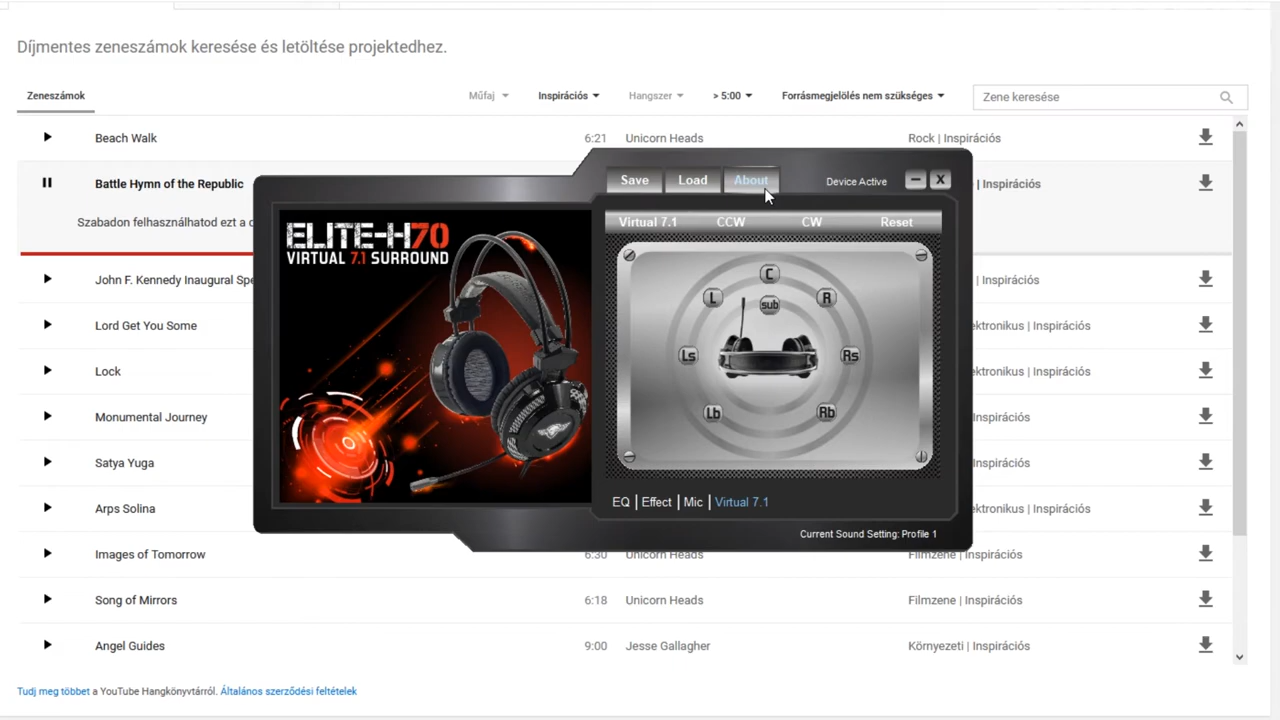 Díjmentes zeneszámok keresése és letöltése projektedhez.
Zeneszámok Műfaj Inspirációs Hangszer > 5:00 Forrásmegjelölés nem szükséges Zene keresése
Beach Walk 6:21 Unicorn Heads Rock | Inspirációs
Battle Hymn of the Republic | Inspirációs
Szabadon felhasználhatod ezt a
John F. Kennedy Inaugural | Inspirációs
Lord Get You Some | Inspirációs
Lock | Inspirációs
Monumental Journey Inspirációs
Satya Yuga Inspirációs
Arps Solina | Inspirációs
Images of Tomorrow 6:30 Unicorn Heads Filmzene | Inspirációs
Song of Mirrors 6:18 Unicorn Heads Filmzene | Inspirációs
Angel Guides 9:00 Jesse Gallagher Környezeti | Inspirációs
Tudj meg többet a YouTube Hangkönyvtárról. Általános szerződési feltételek
Save Load About Device Active X
ELITE-H70
VIRTUAL 7.1 SURROUND
Virtual 7.1 CCW CW Reset
C
L R
sub
Ls Rs
Lb Rb
EQ | Effect | Mic | Virtual 7.1
Current Sound Setting: Profile 1